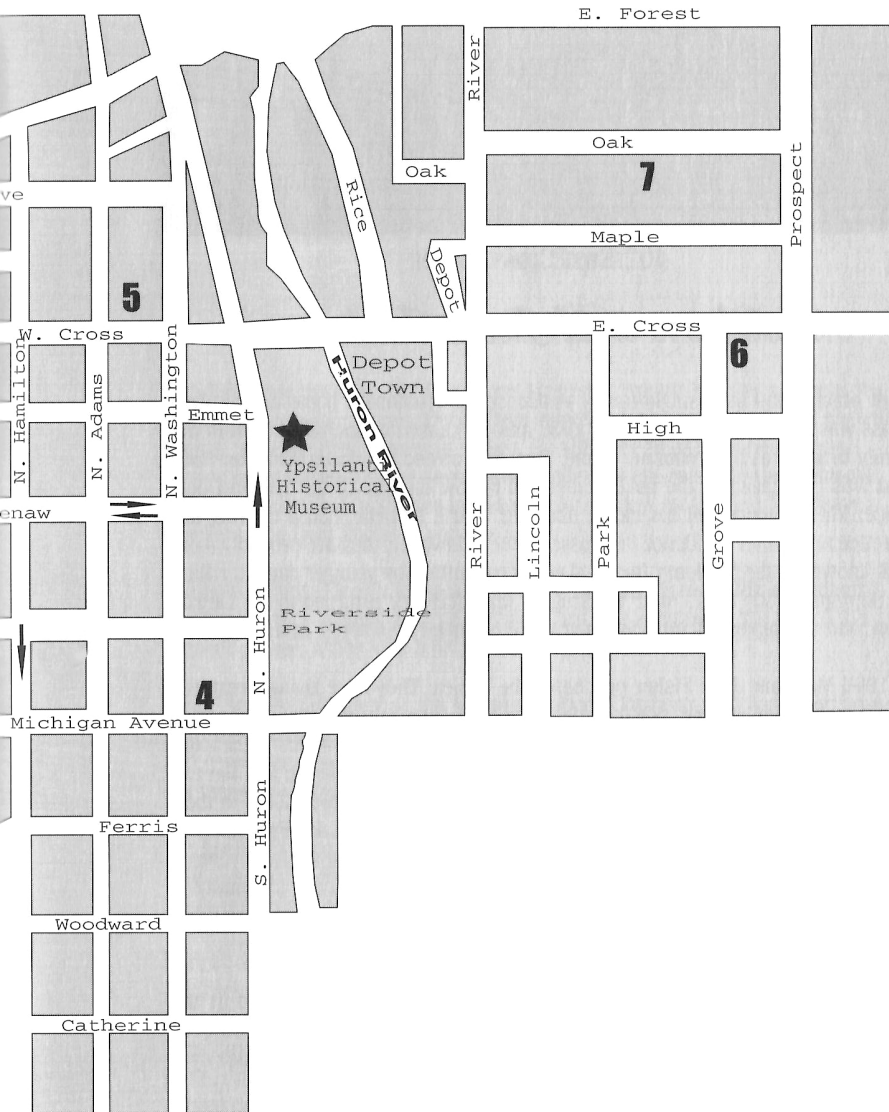 E. Forest
River
Oak
Prospect
Oak
7
Rice
ve
Maple
Depot
5
E. Cross
W. Cross
6
N. Hamilton
N. Adams
N. Washington
Depot
Town
Huron River
Emmet
High
Ypsilanti
Historical
Museum
enaw
River
Lincoln
Park
Grove
Riverside
Park
N. Huron
4
Michigan Avenue
S. Huron
Ferris
Woodward
Catherine